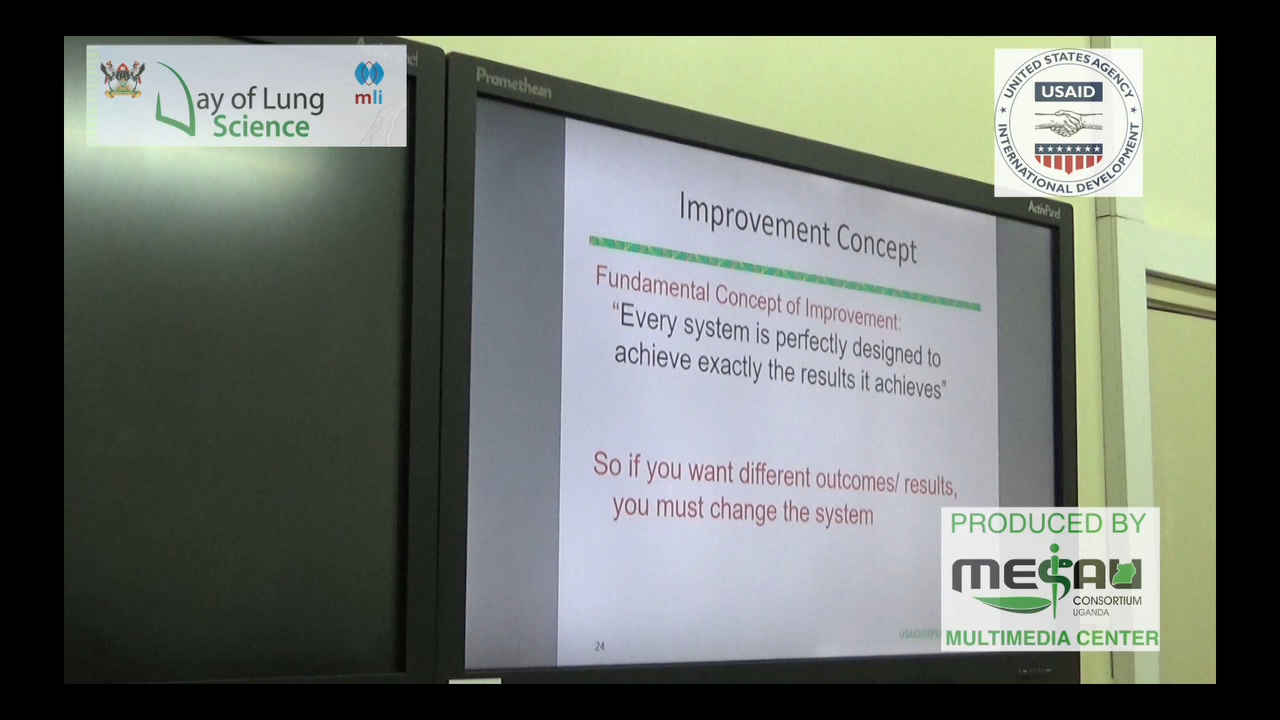 Day of Lung
Science
mli
Promethean
UNITED STATES AGENCY
USAID
INTERNATIONAL DEVELOPMENT
ActivPanel
Improvement Concept
Fundamental Concept of Improvement:
“Every system is perfectly designed to
achieve exactly the results it achieves”
So if you want different outcomes/ results,
you must change the system
24
PRODUCED BY
MESAU
CONSORTIUM
UGANDA
MULTIMEDIA CENTER